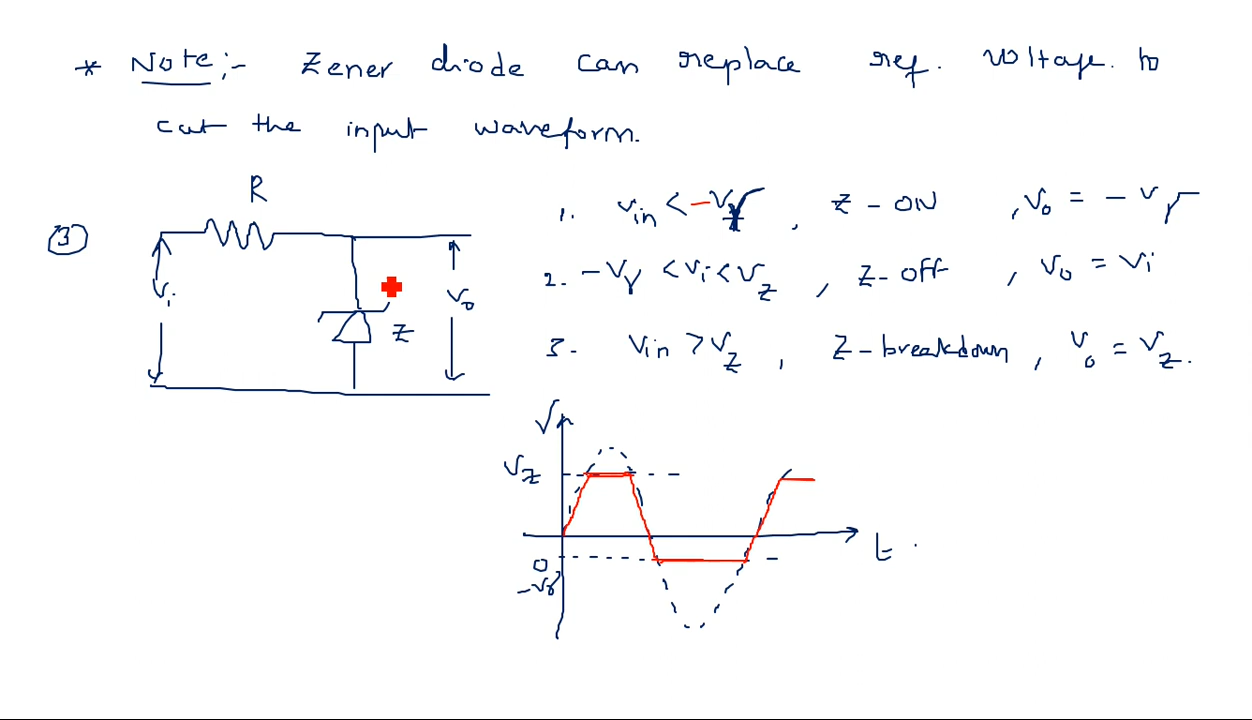 * Note :- Zener diode can replace ref. voltage. to
cut the input waveform.
R
3
Vi
Z
Vo
1. Vin < -Vγ , Z - ON , Vo = - Vγ
2. -Vγ < Vi < VZ , Z - off , Vo = Vi
3. Vin > VZ , Z - breakdown , Vo = VZ.
V
VZ
0
-Vγ
t